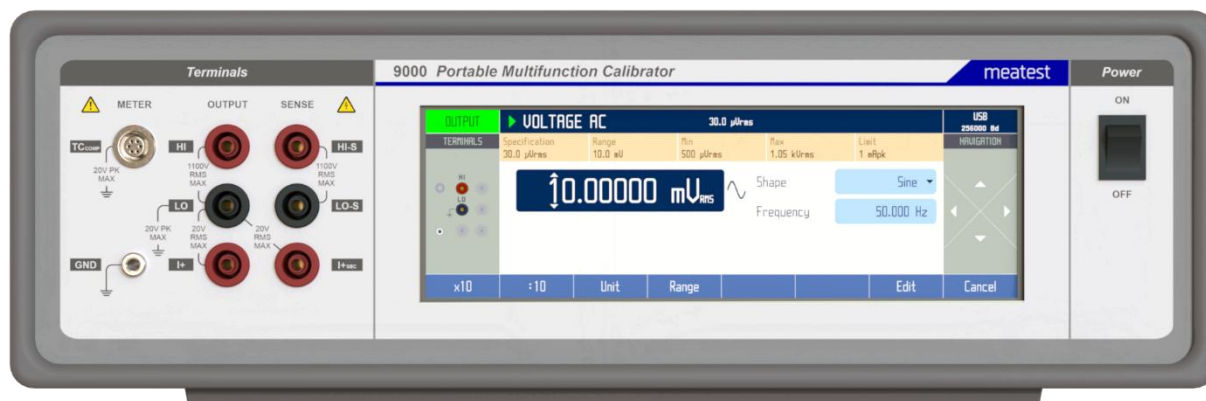 Terminals
9000 Portable Multifunction Calibrator
meatest
Power
METER
OUTPUT
SENSE
TCCOMP
20V PK
MAX
HI
HI-S
1100V
RMS
MAX
1100V
RMS
MAX
LO
LO-S
20V PK
MAX
20V
RMS
MAX
20V
RMS
MAX
GND
I+
I+SEC
OUTPUT
VOLTAGE AC
30.0 µVrms
USB
256000 Bd
TERMINALS
Specification
Range
Min
Max
Limit
30.0 µVrms
10.0 mV
500 µVrms
1.05 kVrms
1 mApk
NAVIGATION
HI
LO
10.00000 mVRMS
Shape
Sine
Frequency
50.000 Hz
x10
:10
Unit
Range
Edit
Cancel
ON
OFF